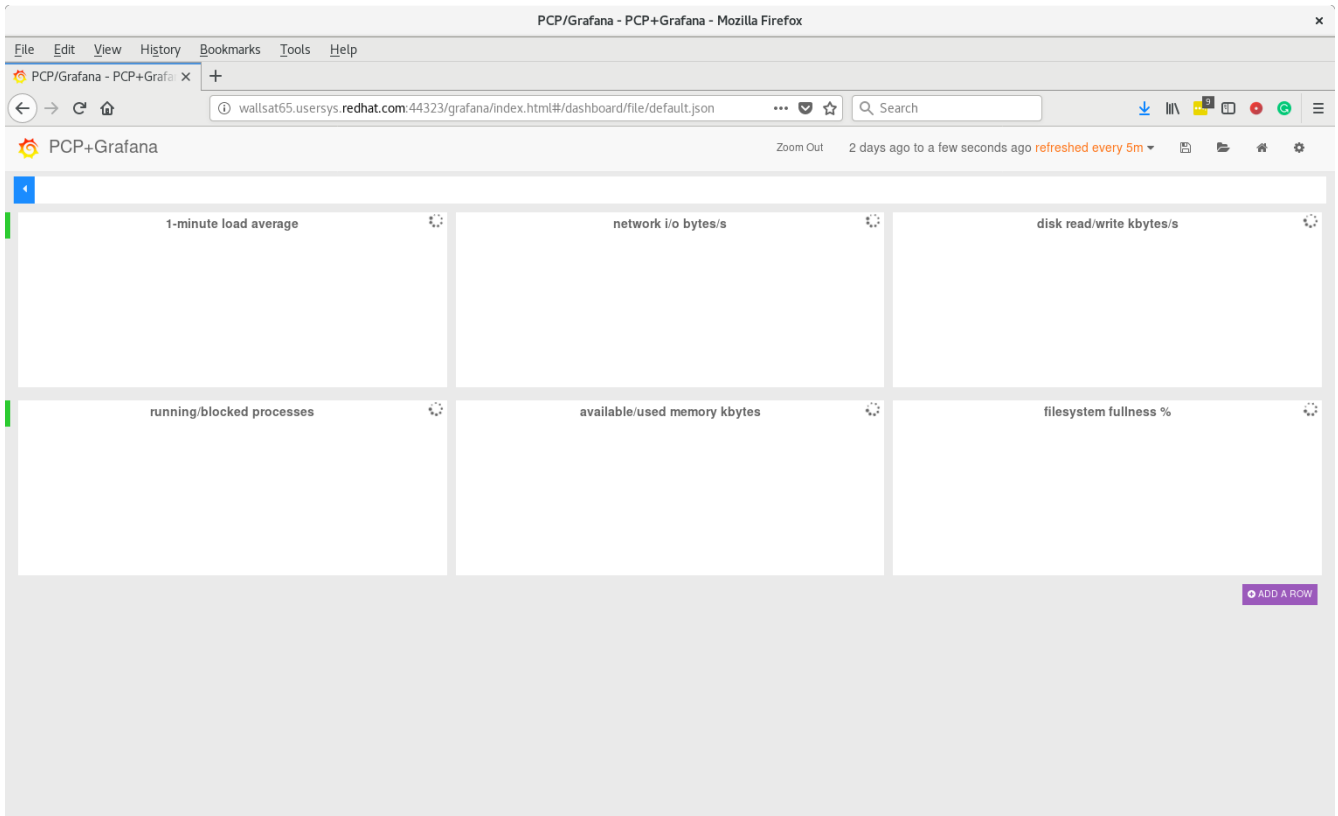 PCP/Grafana - PCP+Grafana - Mozilla Firefox
File Edit View History Bookmarks Tools Help
PCP/Grafana - PCP+Grafa
wallsat65.usersys.redhat.com:44323/grafana/index.html#/dashboard/file/default.json
Search
9
PCP+Grafana
Zoom Out
2 days ago to a few seconds ago refreshed every 5m
1-minute load average
network i/o bytes/s
disk read/write kbytes/s
running/blocked processes
available/used memory kbytes
filesystem fullness %
ADD A ROW